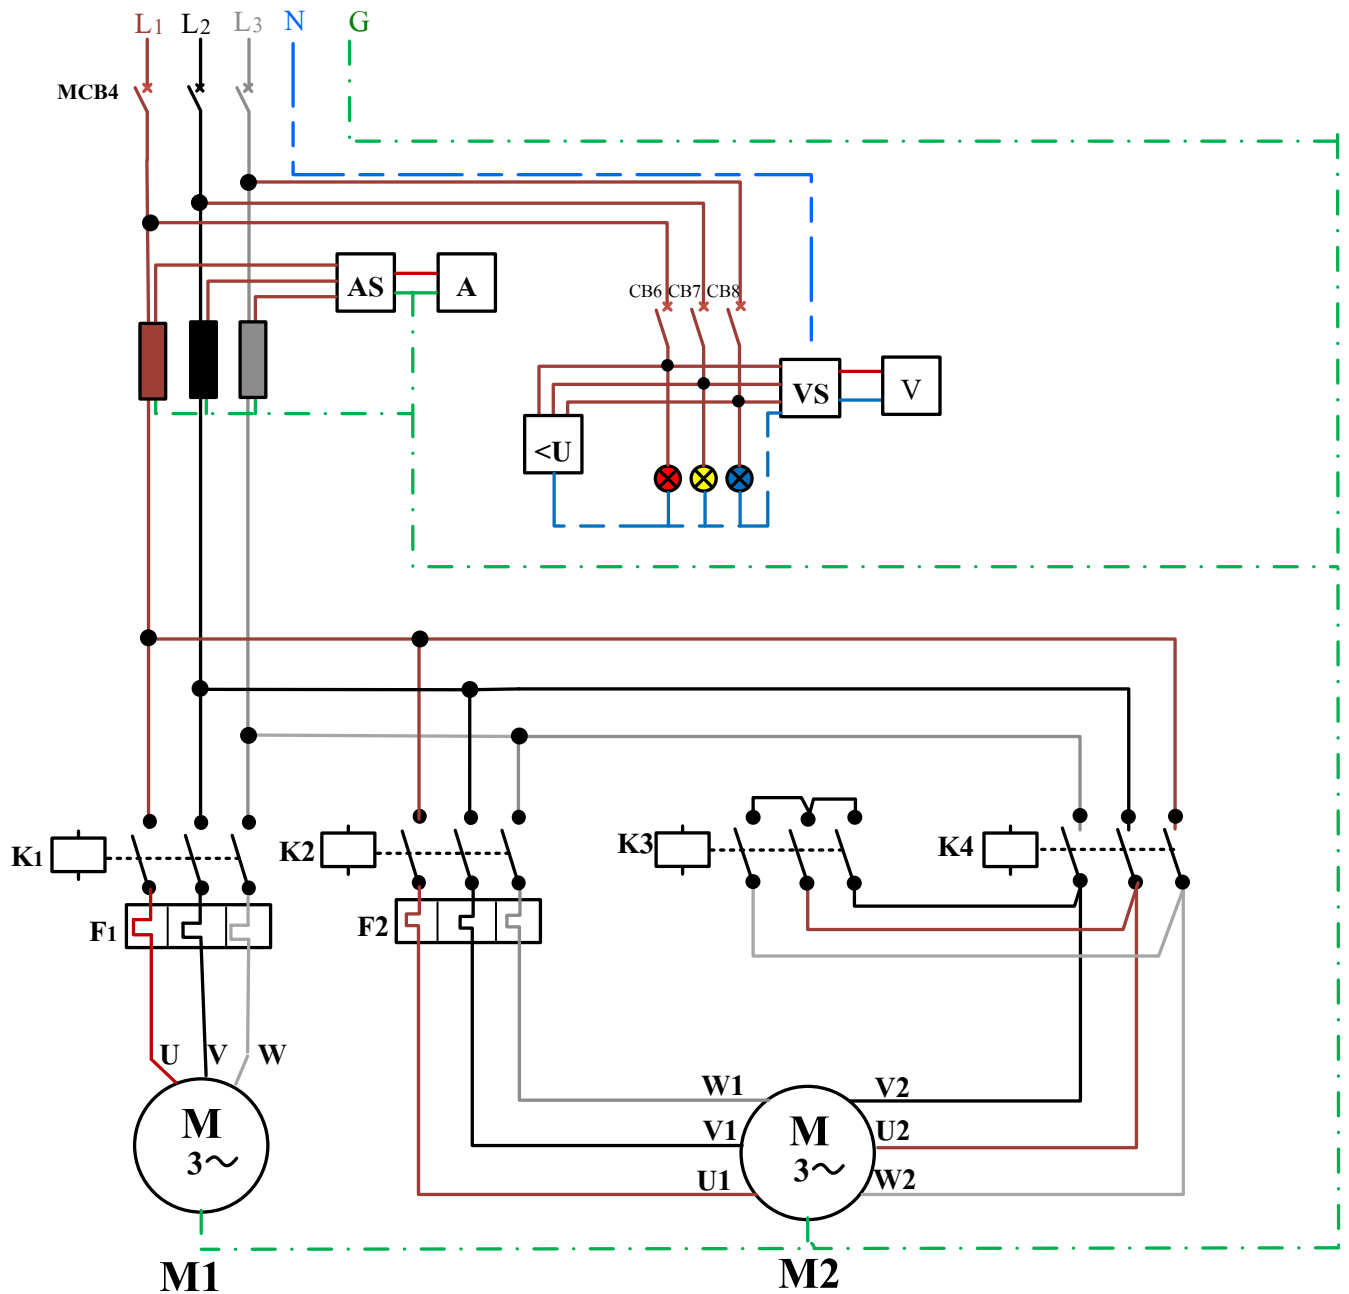 L1 L2 L3 N G
MCB4
AS A
CB6 CB7 CB8
VS V
<U
K1 K2 K3 K4
F1 F2
U V W
M
3~
W1 V2
V1 M U2
3~
U1 W2
M1 M2